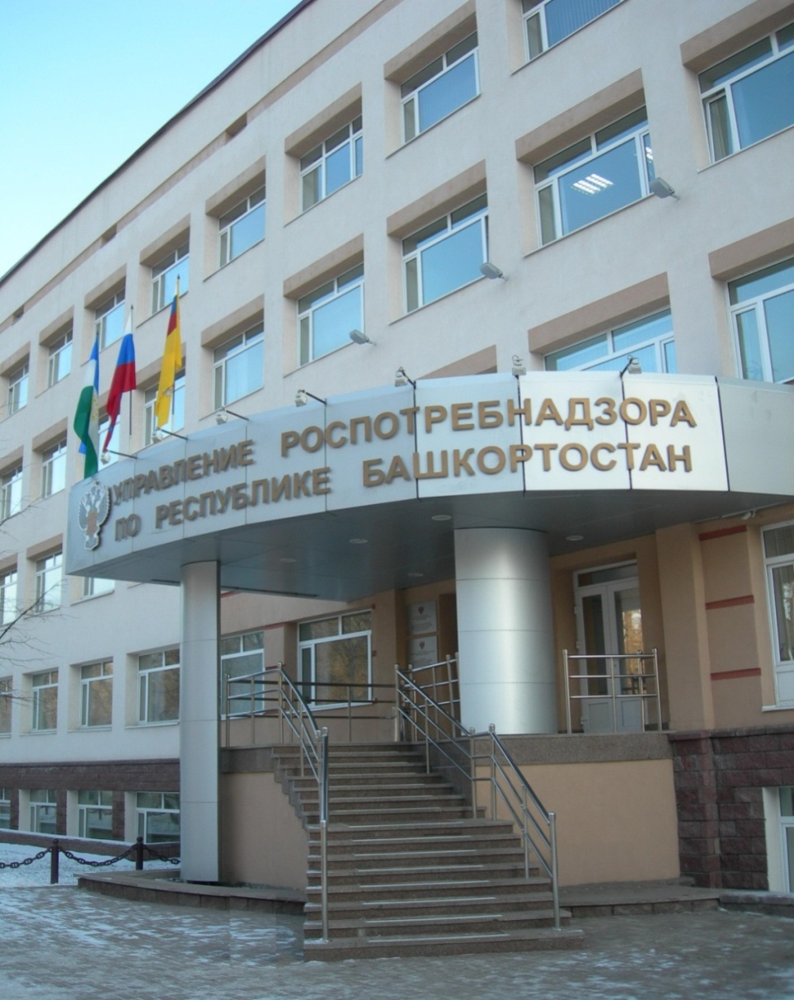 УПРАВЛЕНИЕ РОСПОТРЕБНАДЗОРА
ПО РЕСПУБЛИКЕ БАШКОРТОСТАН